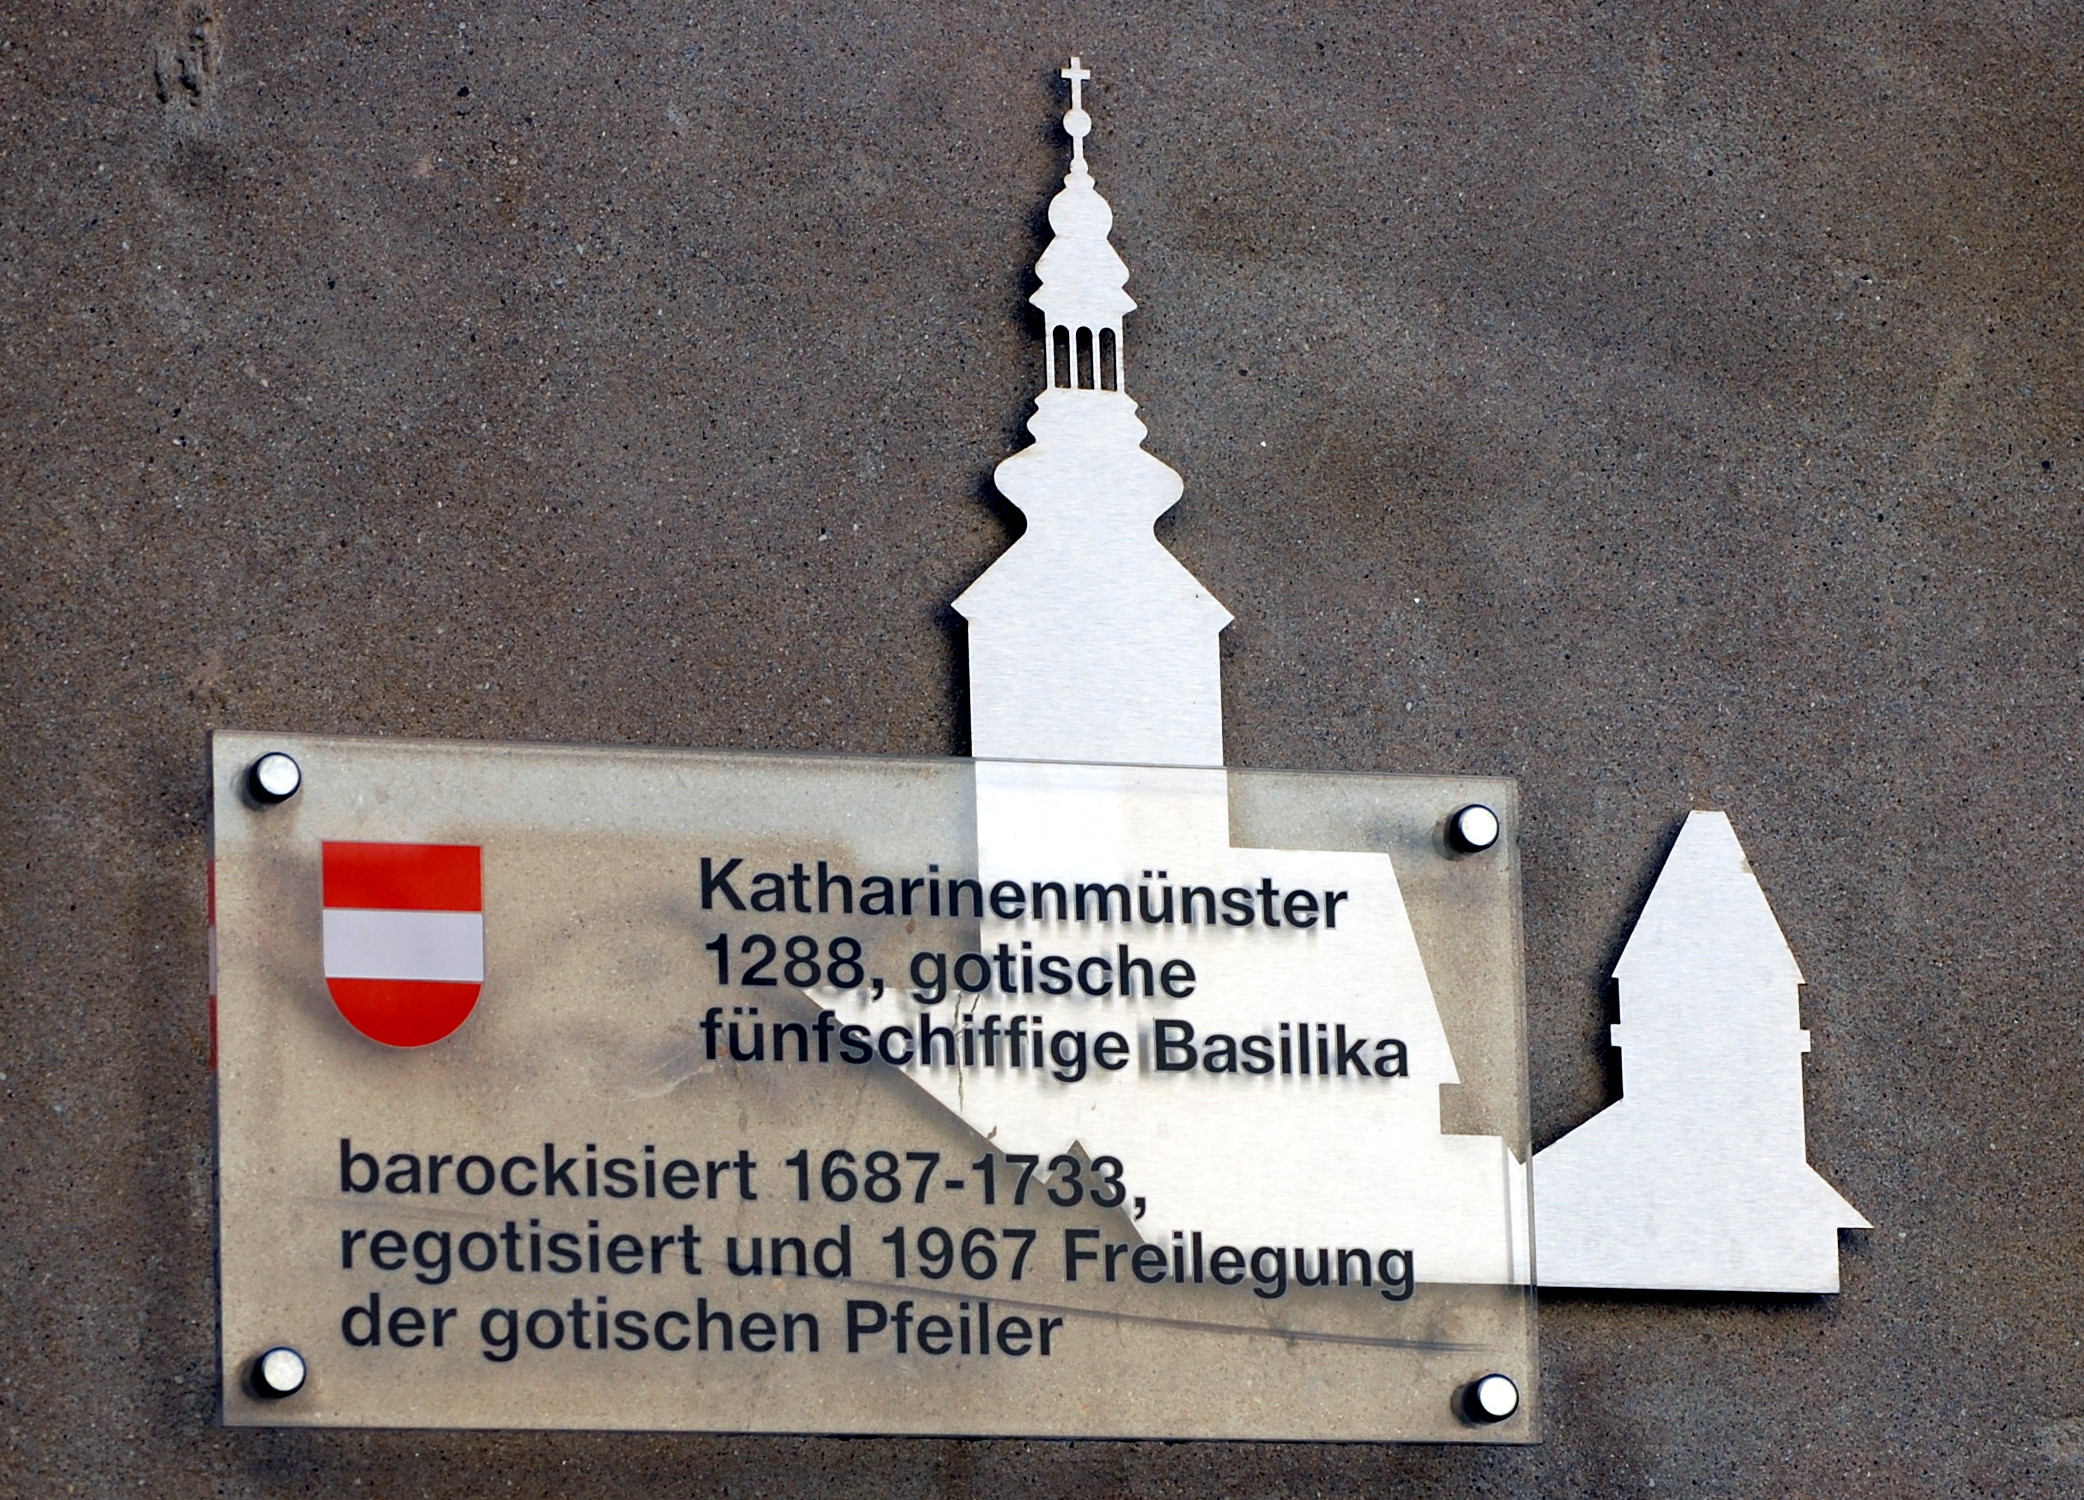 Katharinenmünster
1288, gotische
fünfschiffige Basilika
barockisiert 1687-1733,
regotisiert und 1967 Freilegung
der gotischen Pfeiler